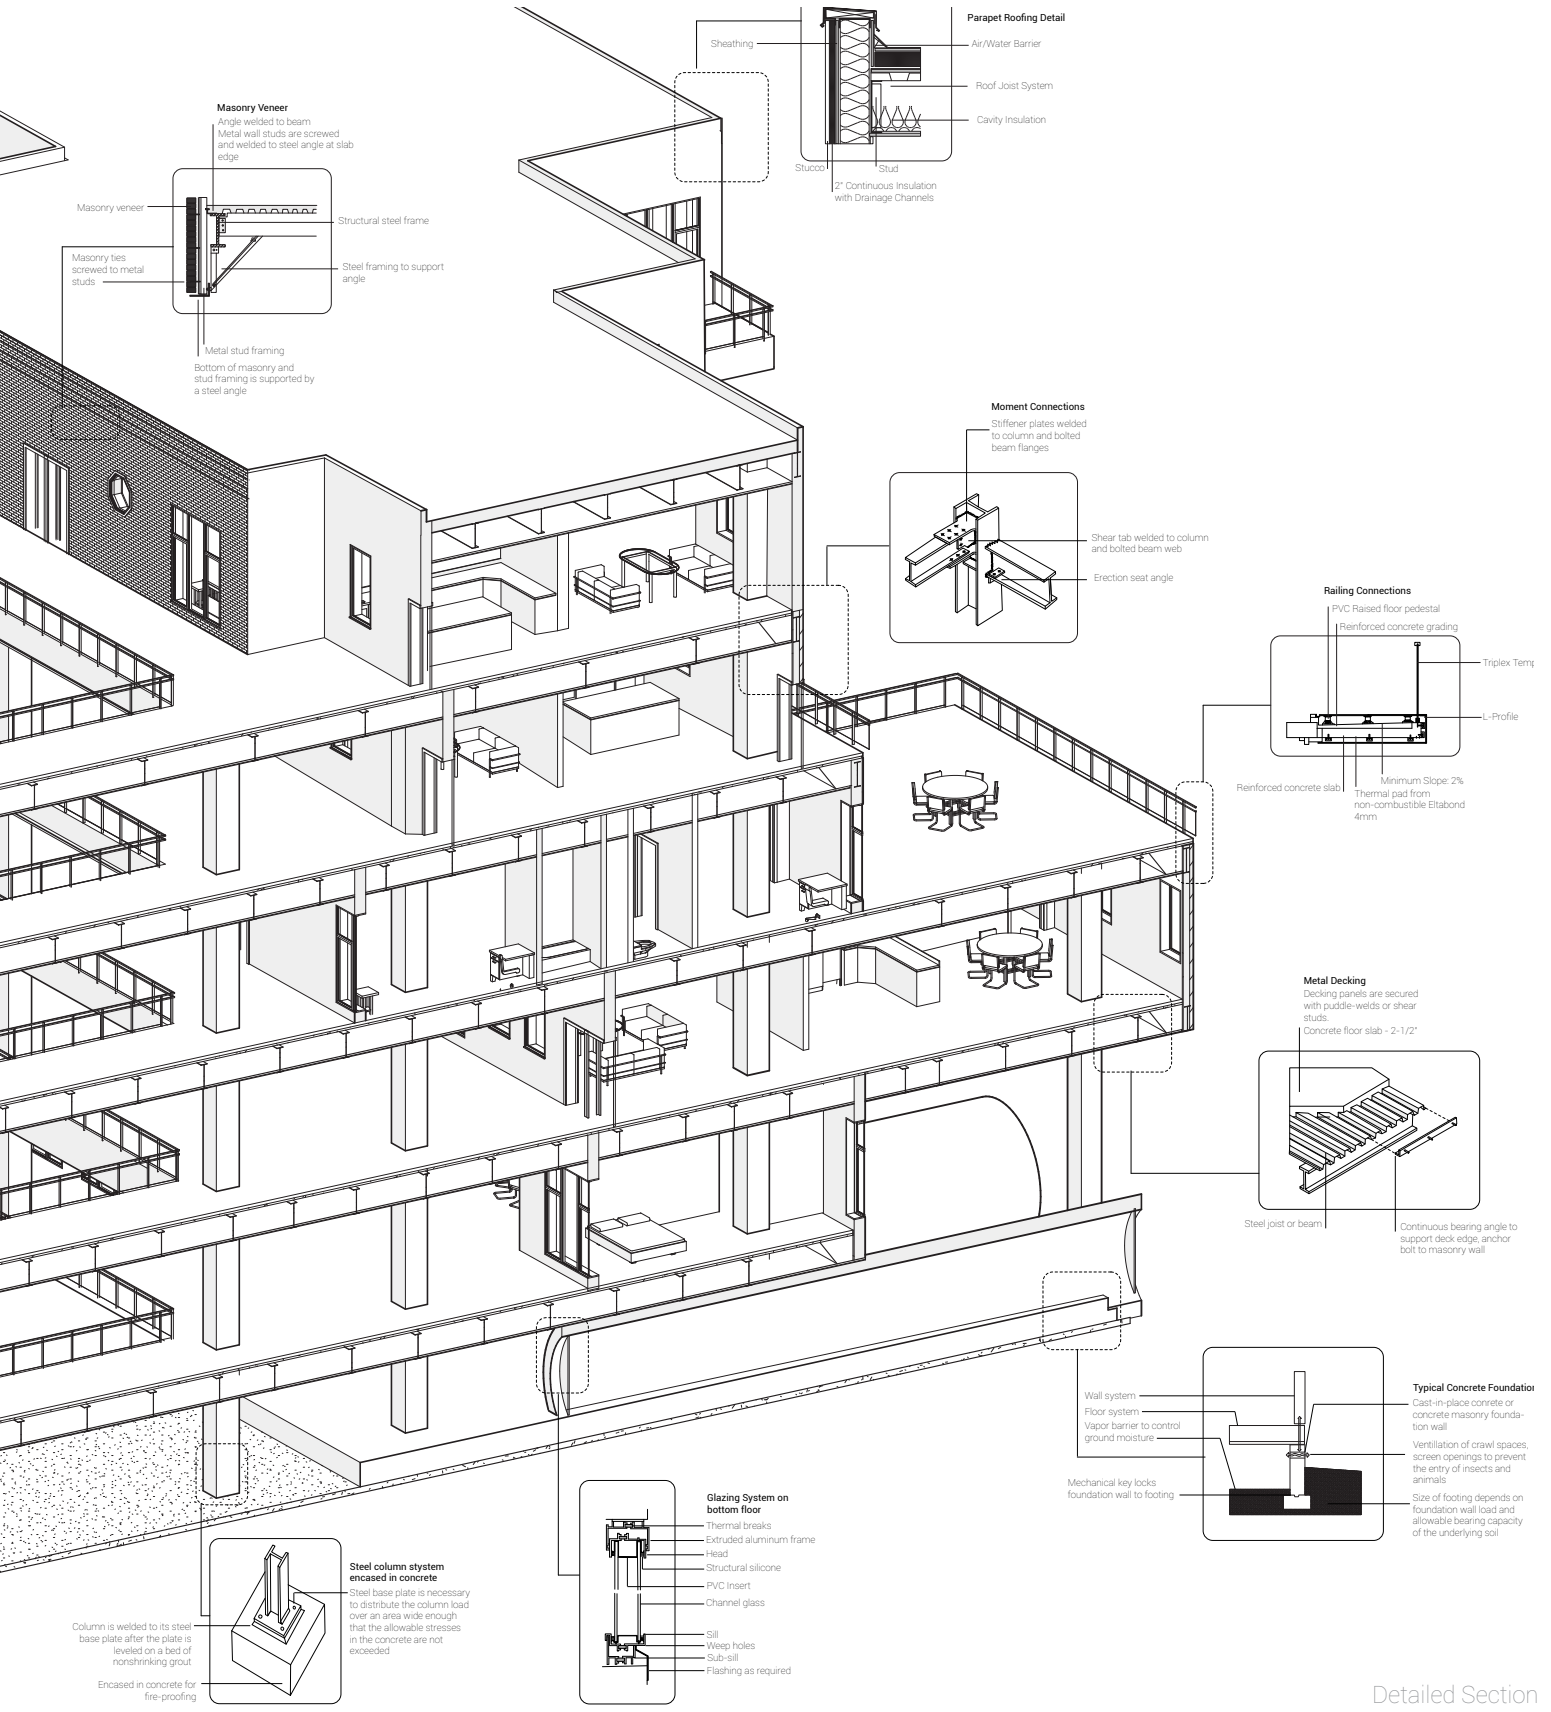 Parapet Roofing Detail
Sheathing
Air/Water Barrier
Roof Joist System
Cavity Insulation
Stucco
Stud
2" Continuous Insulation
with Drainage Channels
Masonry Veneer
Angle welded to beam
Metal wall studs are screwed
and welded to steel angle at slab
edge
Masonry veneer
Structural steel frame
Masonry ties
screwed to metal
studs
Steel framing to support
angle
Metal stud framing
Bottom of masonry and
stud framing is supported by
a steel angle
Moment Connections
Stiffener plates welded
to column and bolted
beam flanges
Shear tab welded to column
and bolted beam web
Erection seat angle
Railing Connections
PVC Raised floor pedestal
Reinforced concrete grading
Triplex Temp
L-Profile
Minimum Slope: 2%
Reinforced concrete slab
Thermal pad from
non-combustible Eltabond
4mm
Metal Decking
Decking panels are secured
with puddle-welds or shear
studs.
Concrete floor slab - 2-1/2"
Steel joist or beam
Continuous bearing angle to
support deck edge, anchor
bolt to masonry wall
Typical Concrete Foundation
Wall system
Floor system
Vapor barrier to control
ground moisture
Mechanical key locks
foundation wall to footing
Cast-in-place conrete or
concrete masonry founda-
tion wall
Ventillation of crawl spaces,
screen openings to prevent
the entry of insects and
animals
Size of footing depends on
foundation wall load and
allowable bearing capacity
of the underlying soil
Glazing System on
bottom floor
Thermal breaks
Extruded aluminum frame
Head
Structural silicone
PVC Insert
Channel glass
Sill
Weep holes
Sub-sill
Flashing as required
Steel column stystem
encased in concrete
Steel base plate is necessary
to distribute the column load
over an area wide enough
that the allowable stresses
in the concrete are not
exceeded
Column is welded to its steel
base plate after the plate is
leveled on a bed of
nonshrinking grout
Encased in concrete for
fire-proofing
Detailed Section